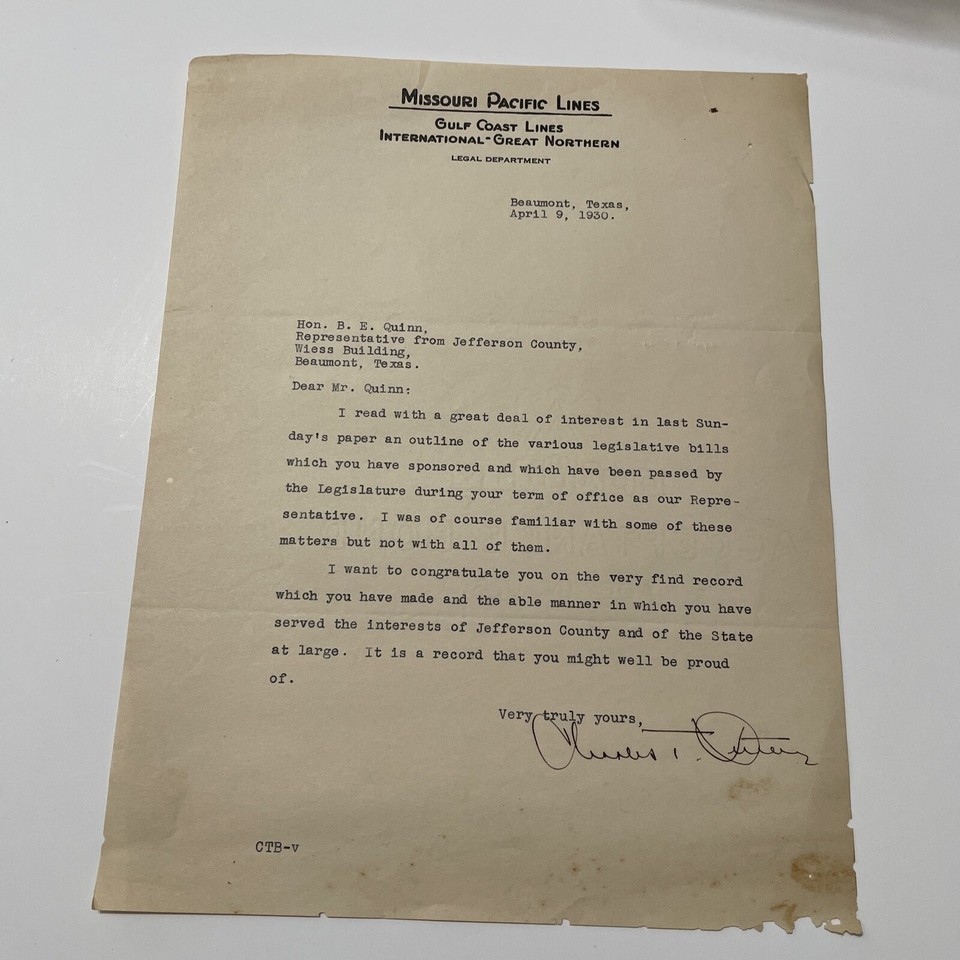 MISSOURI PACIFIC LINES
GULF COAST LINES
INTERNATIONAL-GREAT NORTHERN
LEGAL DEPARTMENT
Beaumont, Texas,
April 9, 1930.
Hon. B. E. Quinn,
Representative from Jefferson County,
Wiess Building,
Beaumont, Texas.
Dear Mr. Quinn:
I read with a great deal of interest in last Sun-
day's paper an outline of the various legislative bills
which you have sponsored and which have been passed by
the Legislature during your term of office as our Repre-
sentative. I was of course familiar with some of these
matters but not with all of them.
I want to congratulate you on the very find record
which you have made and the able manner in which you have
served the interests of Jefferson County and of the State
at large. It is a record that you might well be proud
of.
Very truly yours,
Charles T.
CTB-v